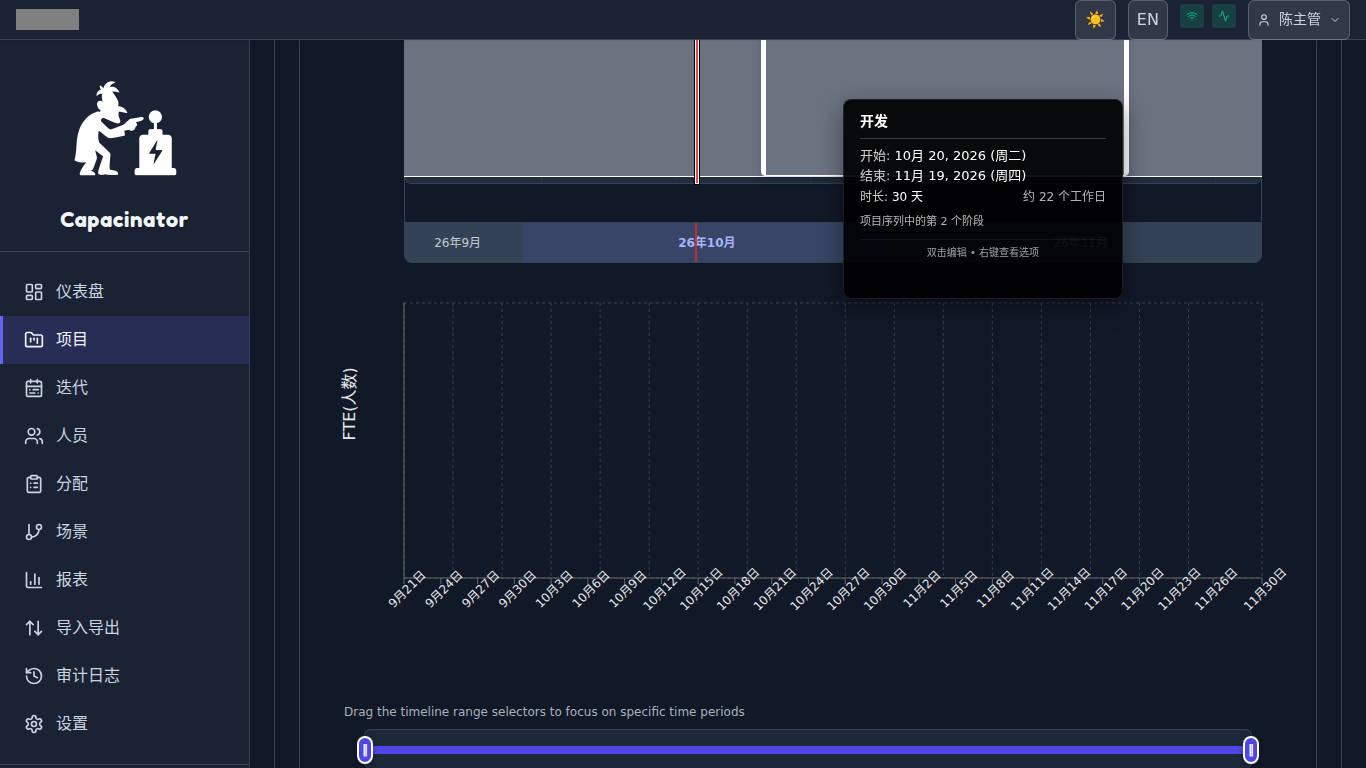 EN
陈主管
Capacinator
仪表盘
项目
迭代
人员
分配
场景
报表
导入导出
审计日志
设置
开发
开始: 10月 20, 2026 (周二)
结束: 11月 19, 2026 (周四)
时长: 30 天
约 22 个工作日
项目序列中的第 2 个阶段
双击编辑 • 右键查看选项
26年9月
26年10月
26年11月
FTE(人数)
9月21日
9月24日
9月27日
9月30日
10月3日
10月6日
10月9日
10月12日
10月15日
10月18日
10月21日
10月24日
10月27日
10月30日
11月2日
11月5日
11月8日
11月11日
11月14日
11月17日
11月20日
11月23日
11月26日
11月30日
Drag the timeline range selectors to focus on specific time periods